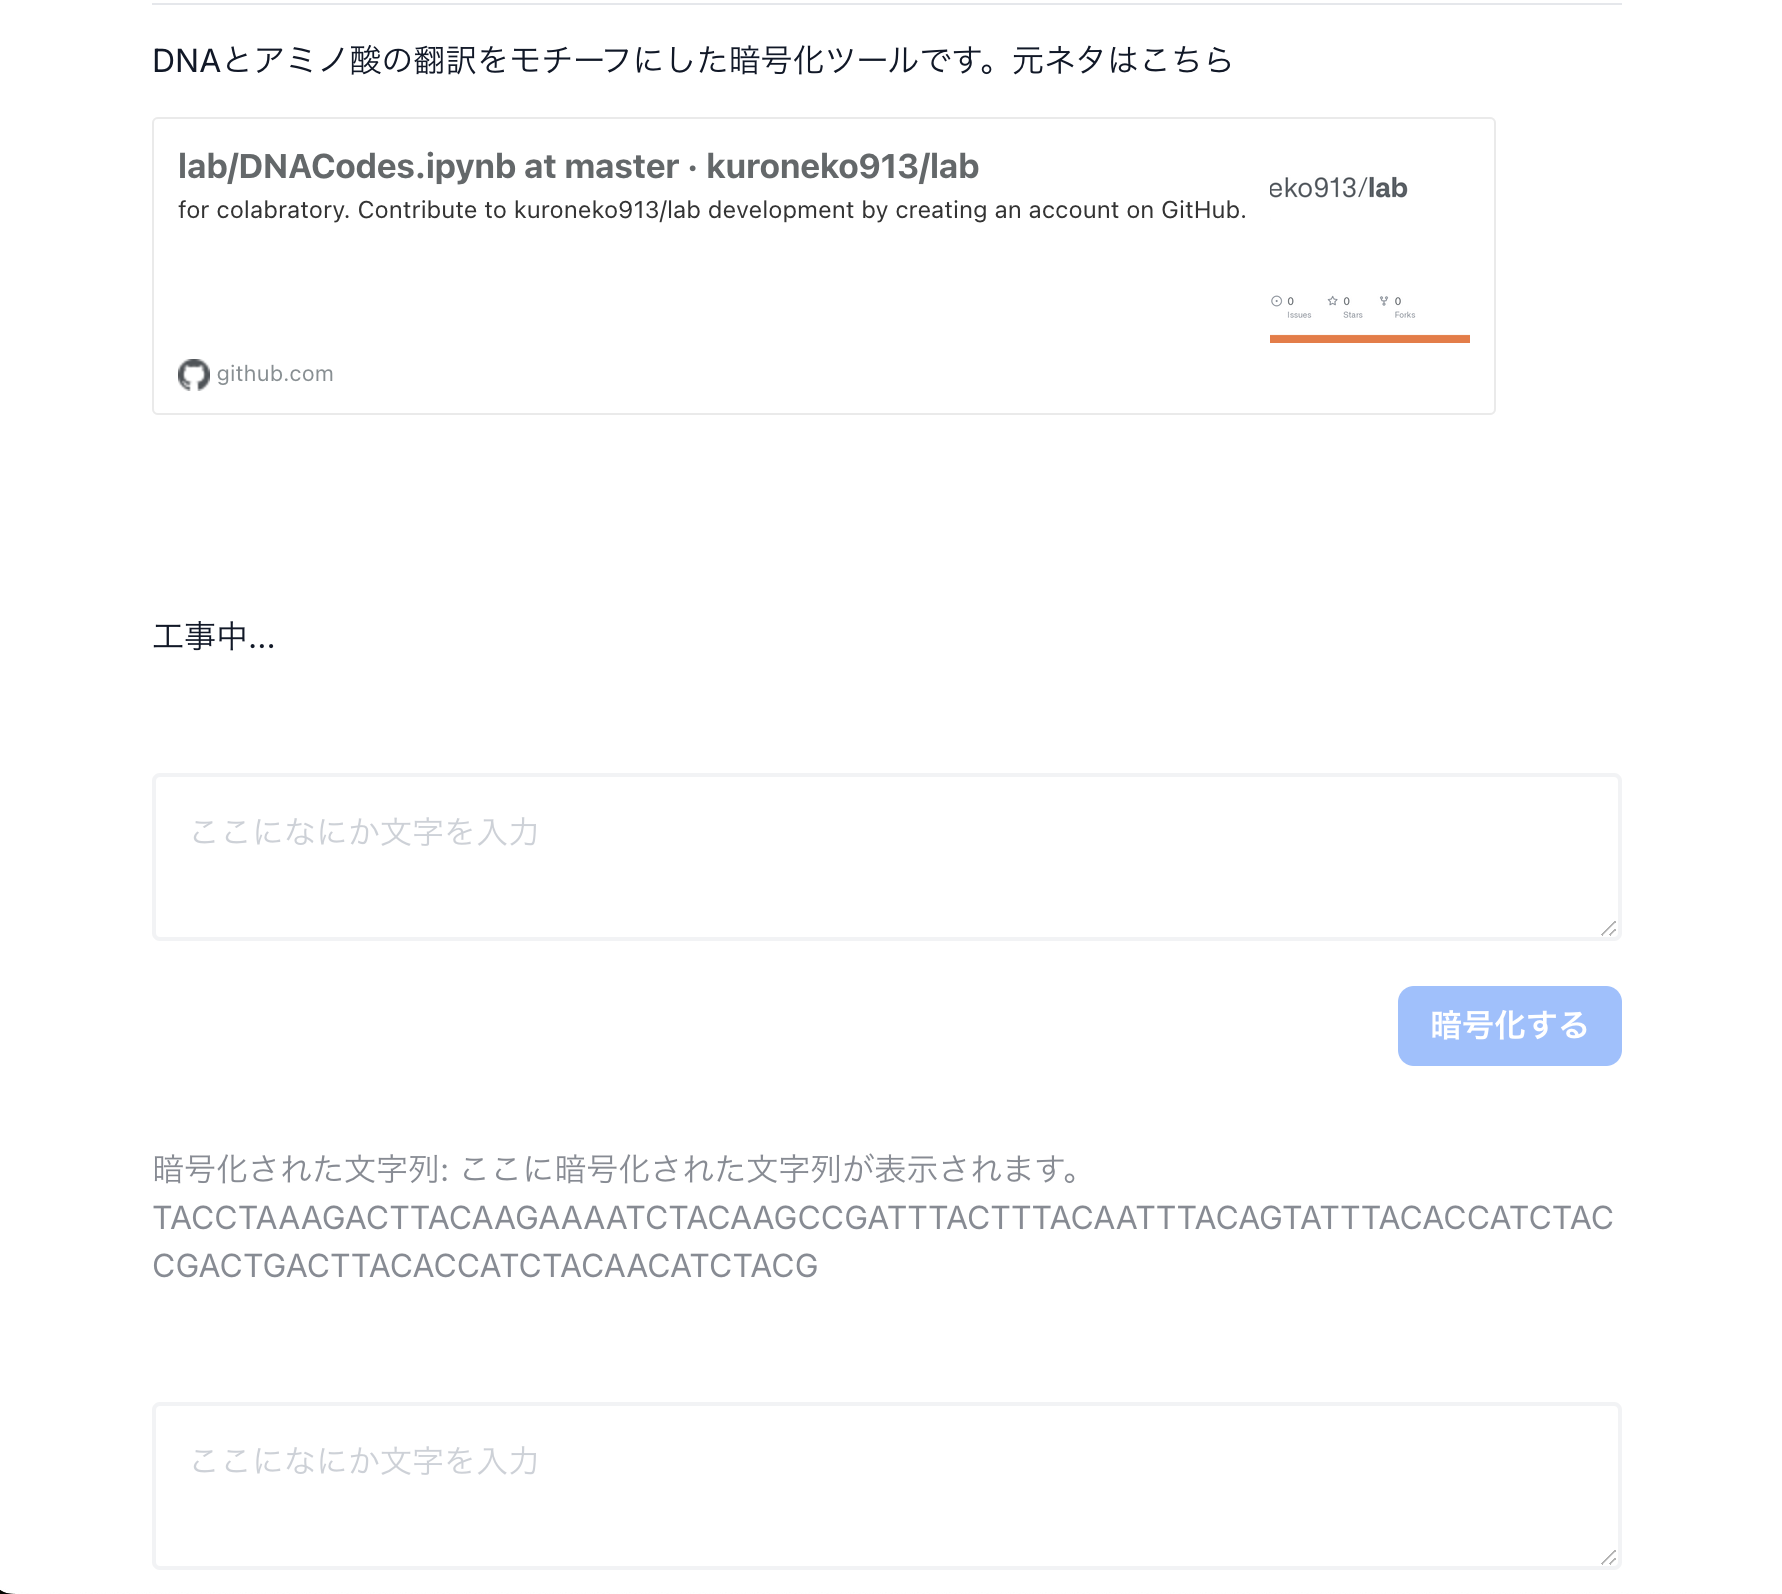 DNAとアミノ酸の翻訳をモチーフにした暗号化ツールです。元ネタはこちら
lab/DNACodes.ipynb at master · kuroneko913/lab
for colabratory. Contribute to kuroneko913/lab development by creating an account on GitHub.
eko913/lab
0 Issues 0 Stars 0 Forks
github.com
工事中...
ここになにか文字を入力
暗号化する
暗号化された文字列: ここに暗号化された文字列が表示されます。
TACCTAAAGACTTACAAGAAAATCTACAAGCCGATTTACTTTACAATTTACAGTATTTACACCATCTAC
CGACTGACTTACACCATCTACAACATCTACG
ここになにか文字を入力